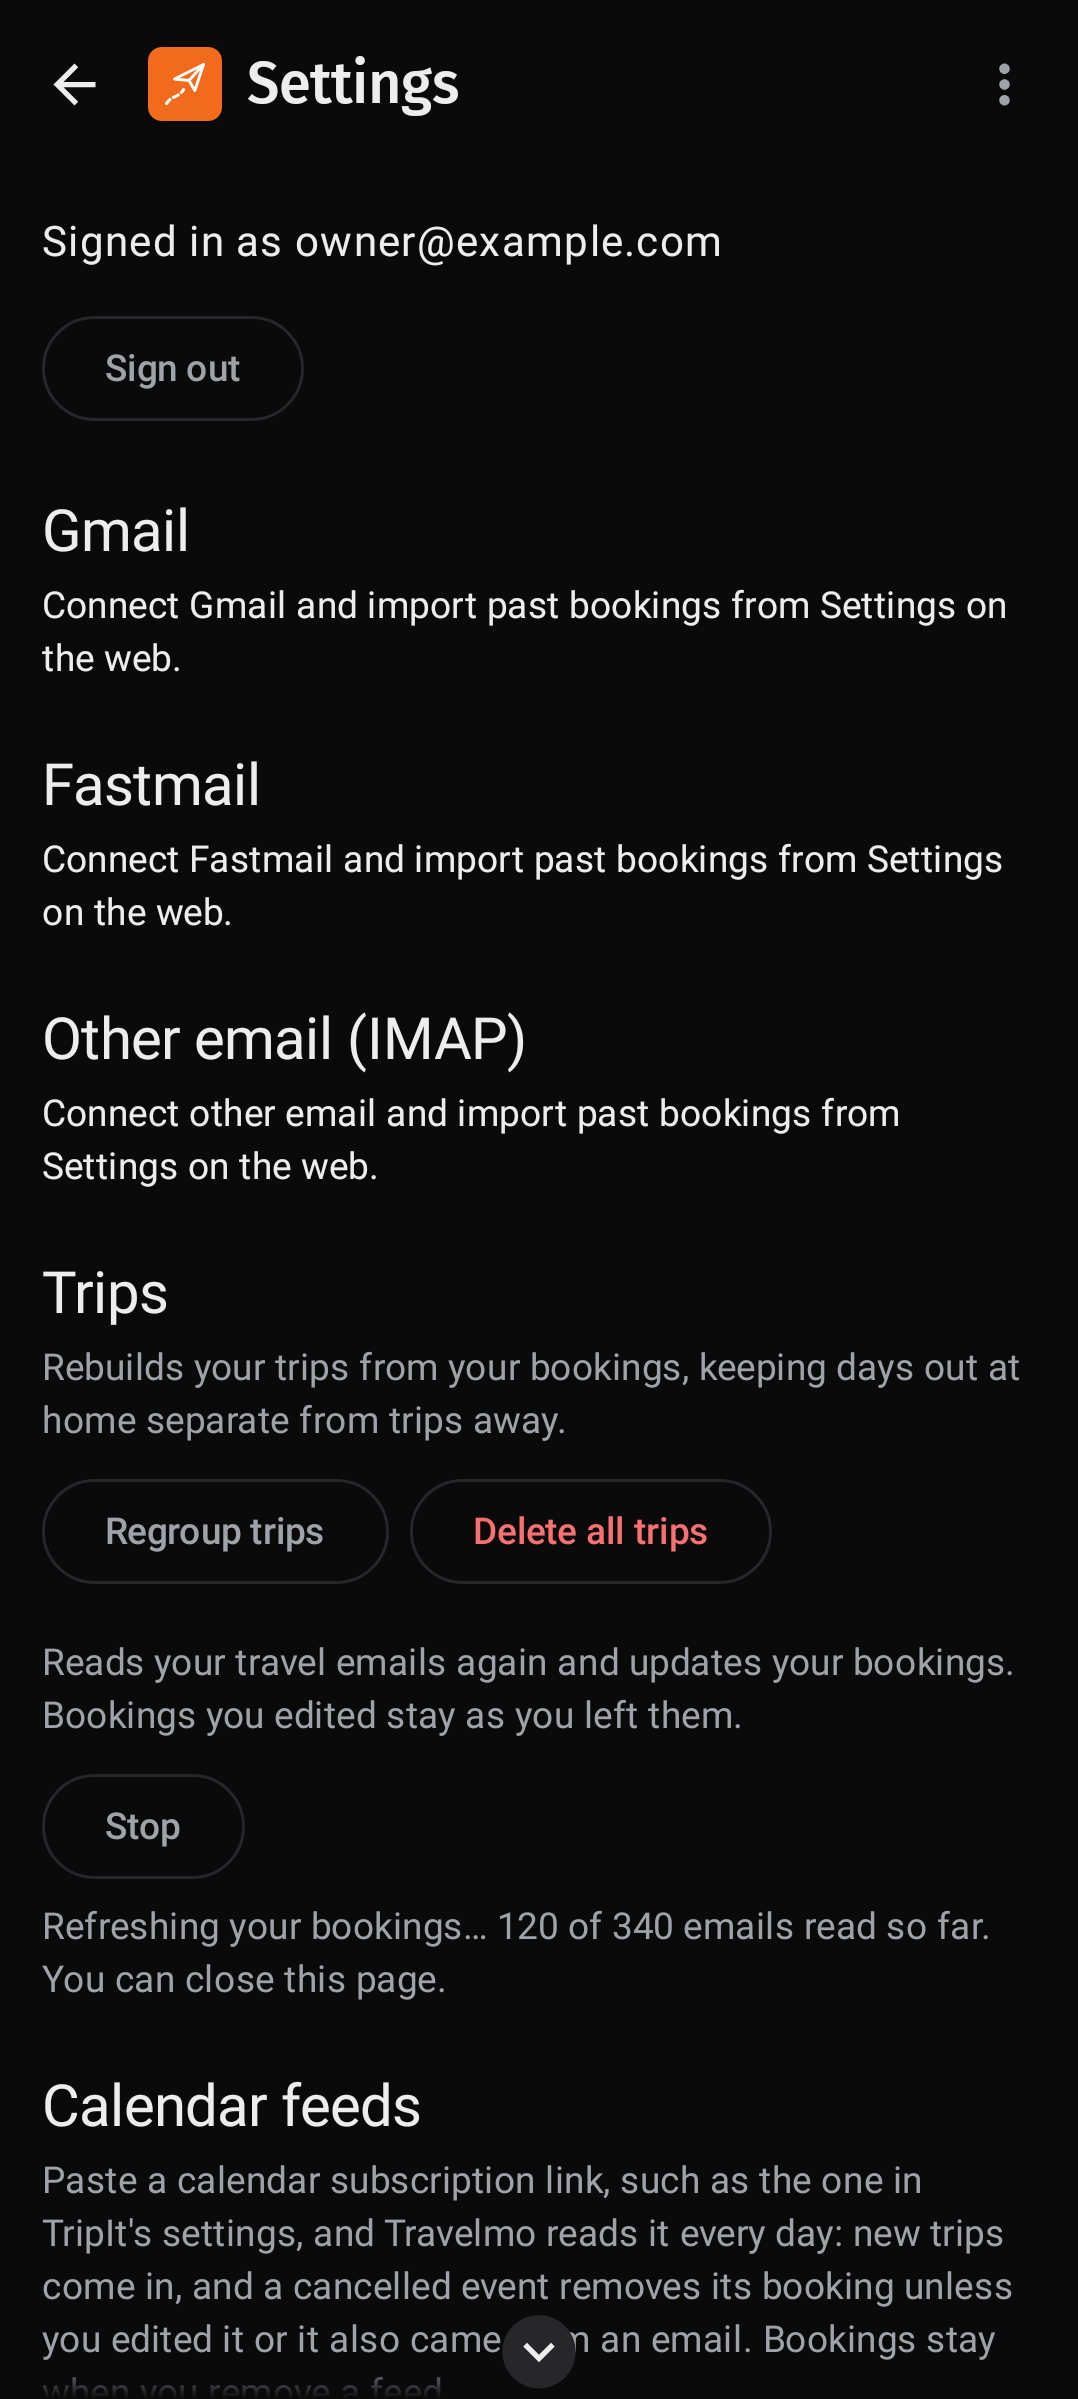 Settings
Signed in as owner@example.com
Sign out
Gmail
Connect Gmail and import past bookings from Settings on
the web.
Fastmail
Connect Fastmail and import past bookings from Settings
on the web.
Other email (IMAP)
Connect other email and import past bookings from
Settings on the web.
Trips
Rebuilds your trips from your bookings, keeping days out at
home separate from trips away.
Regroup trips
Delete all trips
Reads your travel emails again and updates your bookings.
Bookings you edited stay as you left them.
Stop
Refreshing your bookings… 120 of 340 emails read so far.
You can close this page.
Calendar feeds
Paste a calendar subscription link, such as the one in
TripIt's settings, and Travelmo reads it every day: new trips
come in, and a cancelled event removes its booking unless
you edited it or it also came an email. Bookings stay
when you remove a feed.